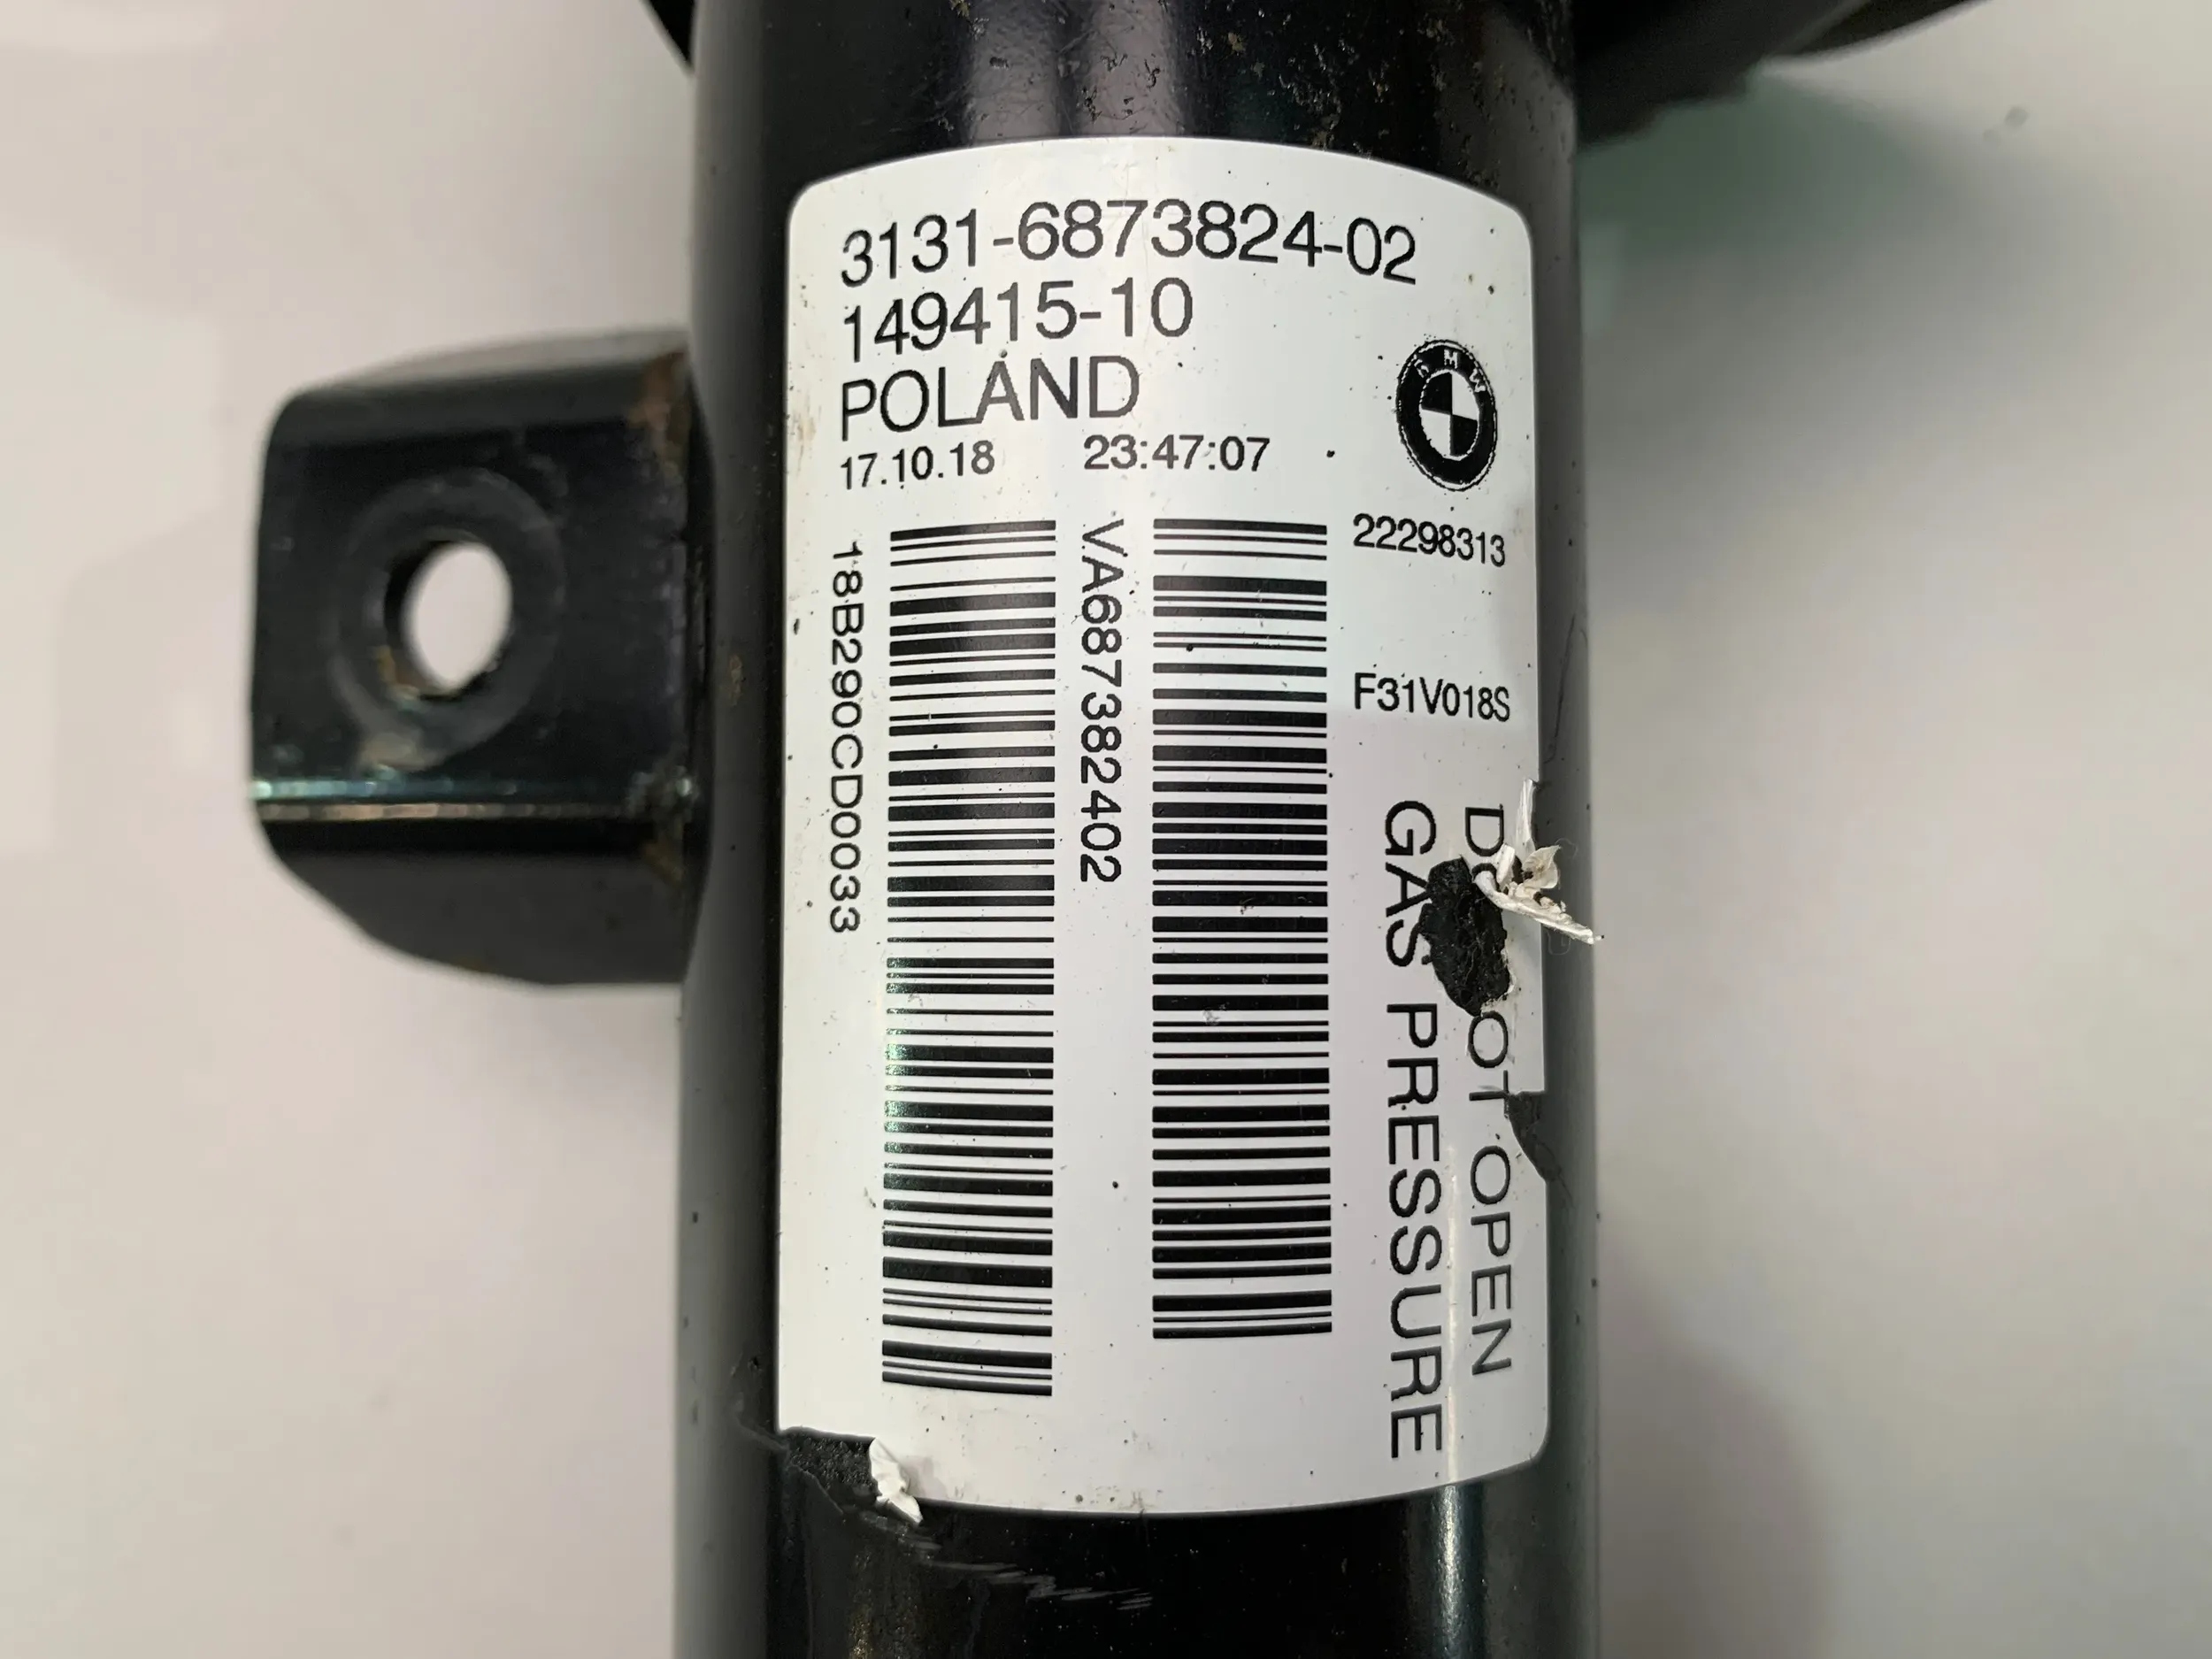 3131-6873824-02
149415-10
POLAND
17.10.18 23:47:07
BMW
22298313
F31V018S
18B290CD0033
VA687382402
OPEN
GAS PRESSURE